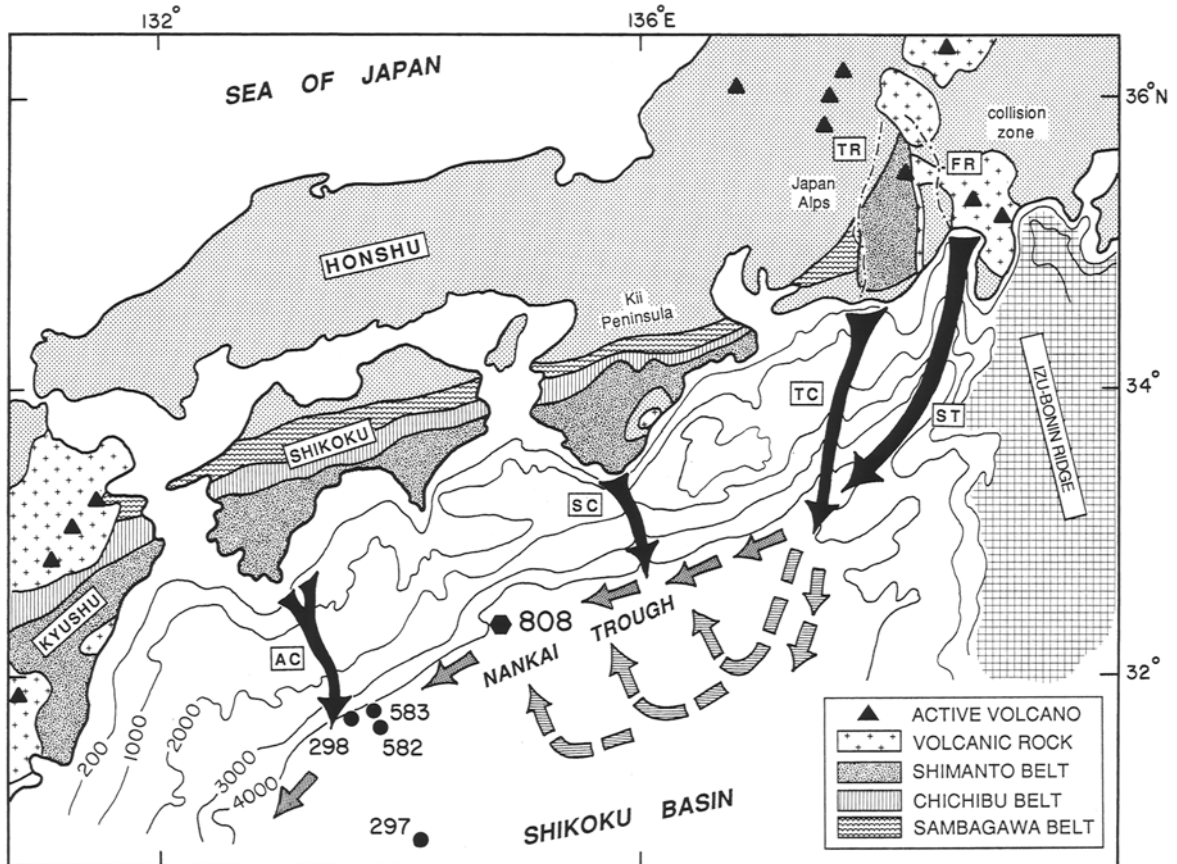 132°
136°E
SEA OF JAPAN
36°N
collision
zone
TR
FR
Japan
Alps
HONSHU
Kii
Peninsula
34°
TC
ST
IZU-BONIN RIDGE
SHIKOKU
SC
KYUSHU
808
NANKAI TROUGH
AC
32°
583
298
582
200
1000
2000
3000
4000
297
SHIKOKU BASIN
ACTIVE VOLCANO
VOLCANIC ROCK
SHIMANTO BELT
CHICHIBU BELT
SAMBAGAWA BELT